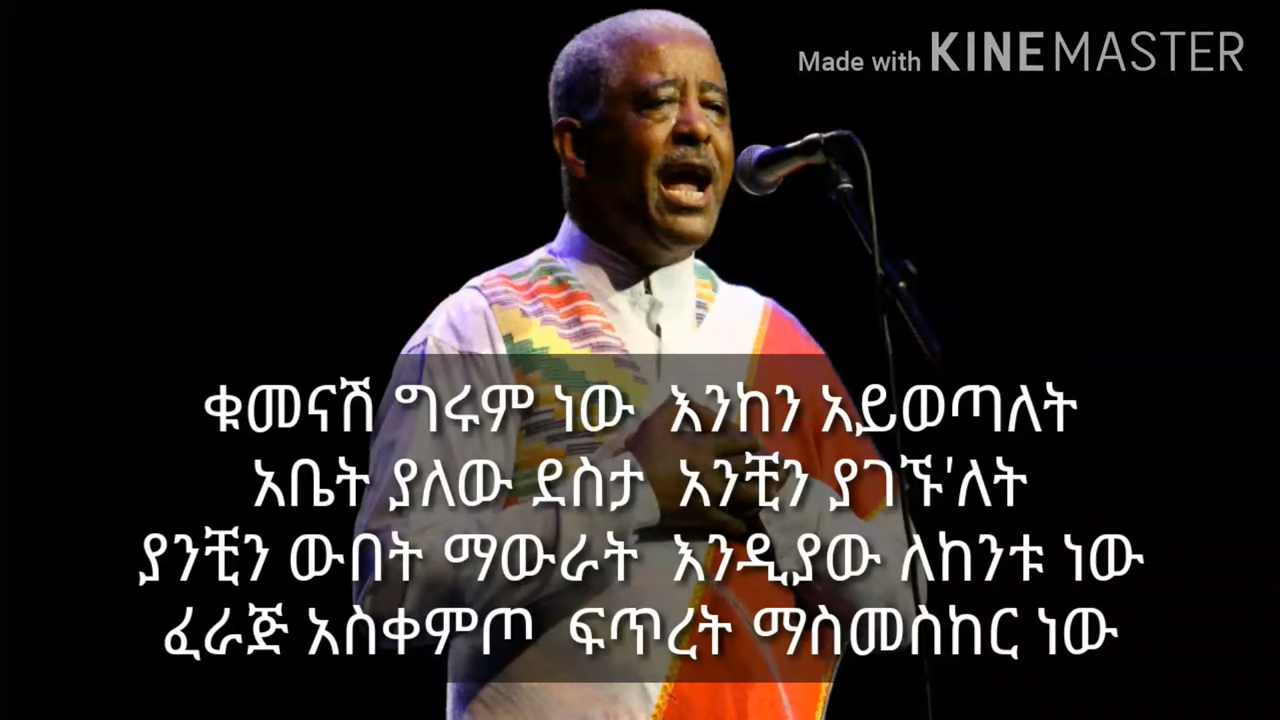 Made with KINEMASTER
ቁመናሽ ግሩም ነው እንከን አይወጣለት
አቤት ያለው ደስታ አንቺን ያገኙ'ለት
ያንቺን ውበት ማውራት እንዲያው ለከንቱ ነው
ፈራጅ አስቀምጦ ፍጥረት ማስመስከር ነው